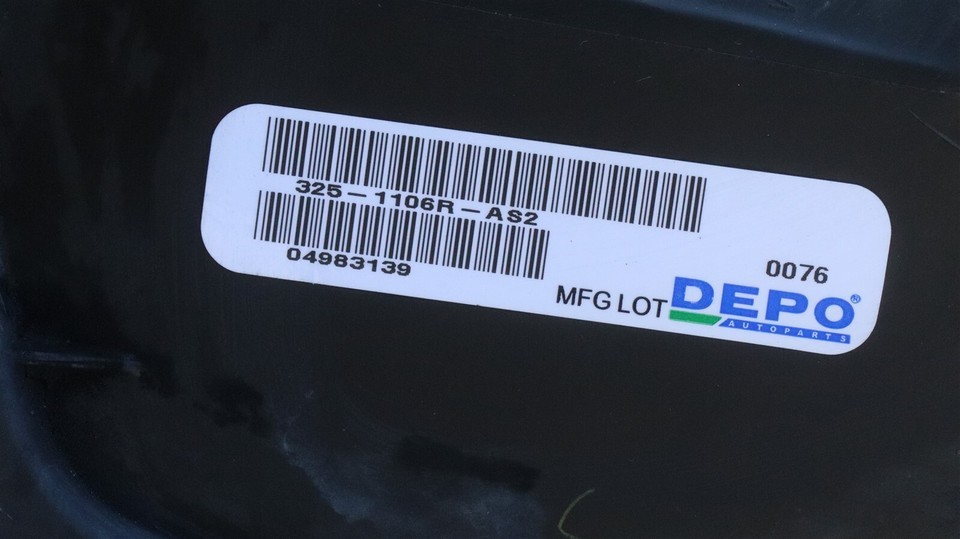 325-1106R-AS2
04983139
0076
MFG LOT
DEPO®
AUTOPARTS